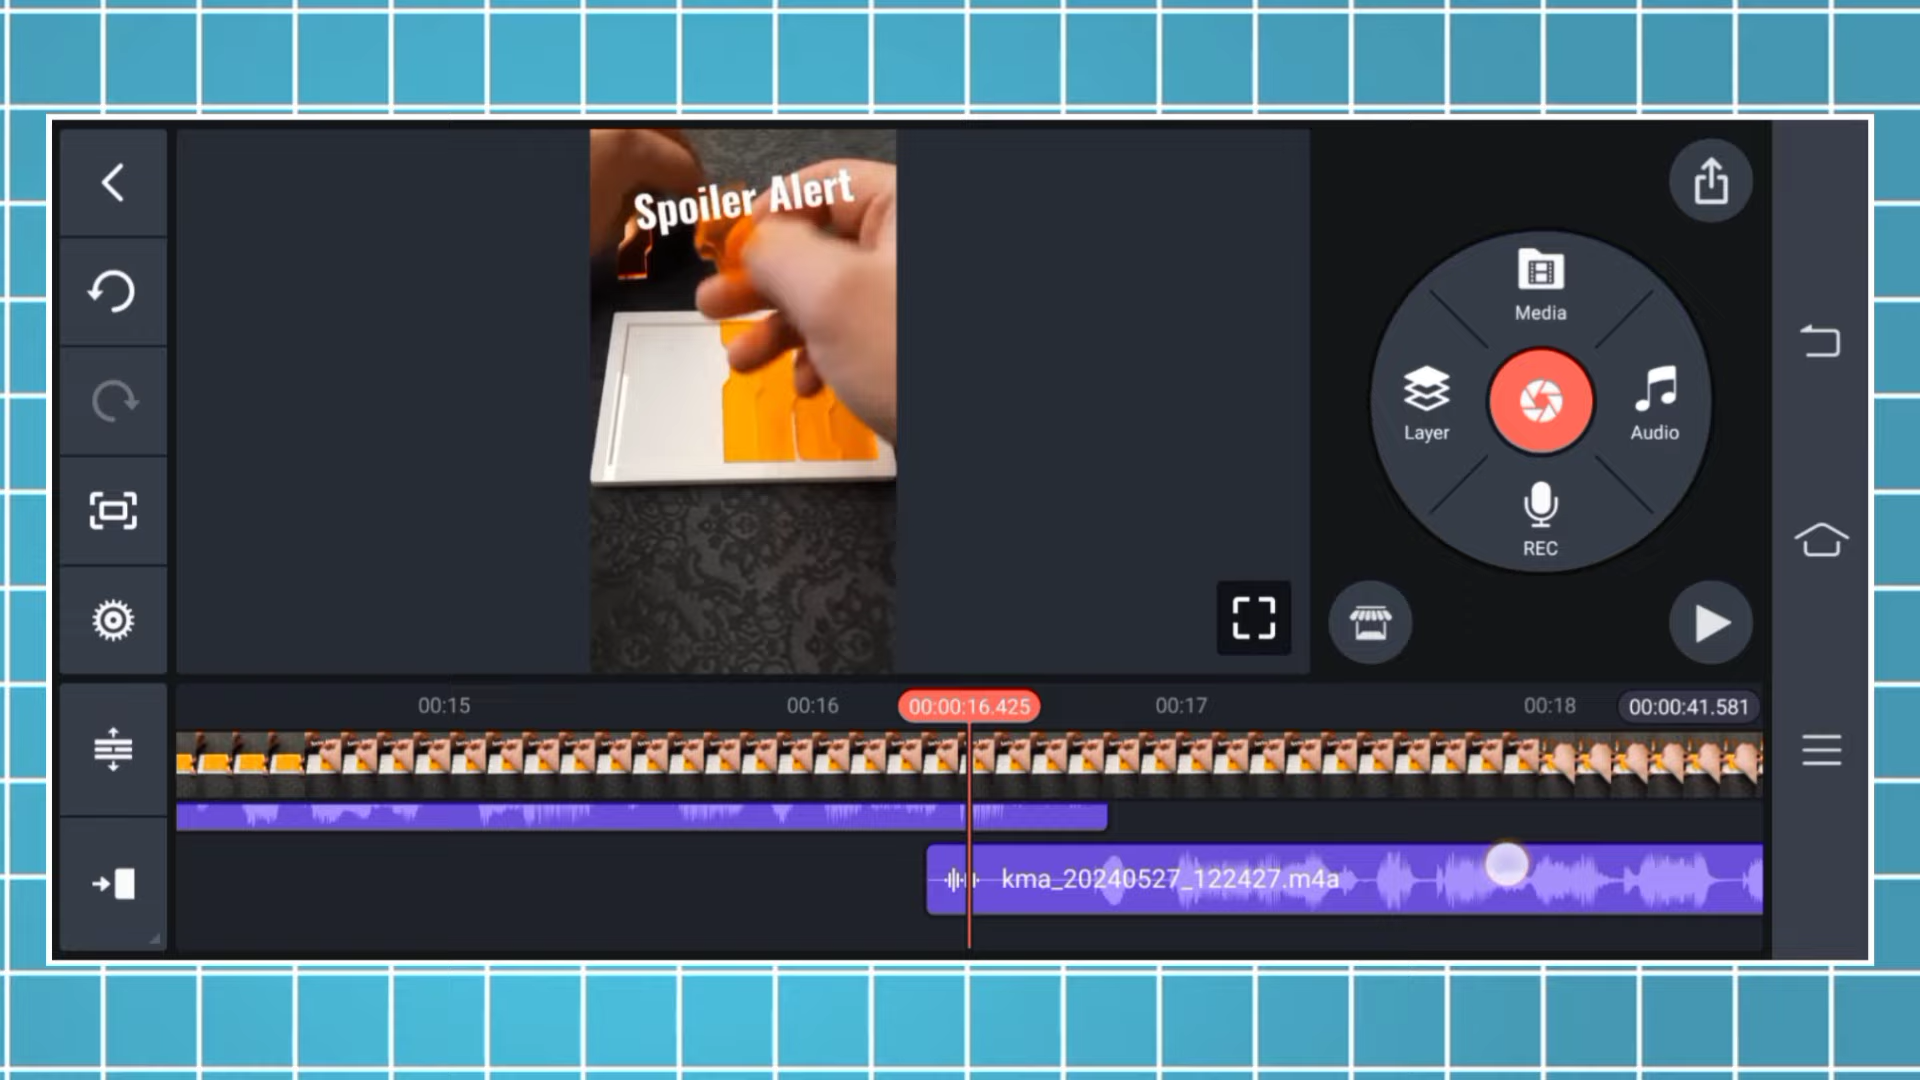 Spoiler Alert
Media
Layer
Audio
REC
00:15
00:16
00:00:16.425
00:17
00:18
00:00:41.581
kma_20240527_122427.m4a